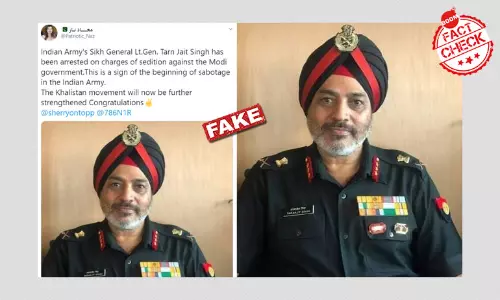 @Patriotic_Naz
Indian Army's Sikh General Lt.Gen. Tarn Jait Singh has
been arrested on charges of sedition against the Modi
government.This is a sign of the beginning of sabotage
in the Indian Army.
The Khalistan movement will now be further
strengthened Congratulations✌
@sherryontopp @786N1R
FAKE
BOOM
FACT
CHECK